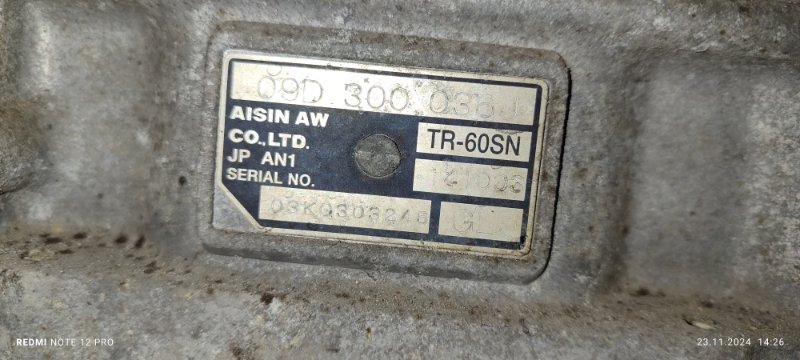 09D 300 038
AISIN AW
CO.,LTD.
JP AN1
SERIAL NO.
TR-60SN
03KQ303246
REDMI NOTE 12 PRO
23.11.2024 14:26